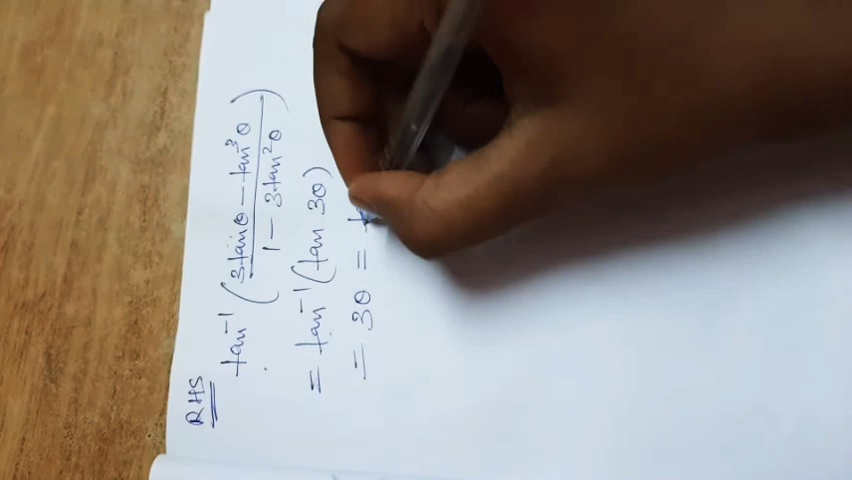 RHS
tan⁻¹ (3tanθ − tan³θ / 1 − 3tan²θ)
= tan⁻¹ (tan 3θ)
= 3θ = t